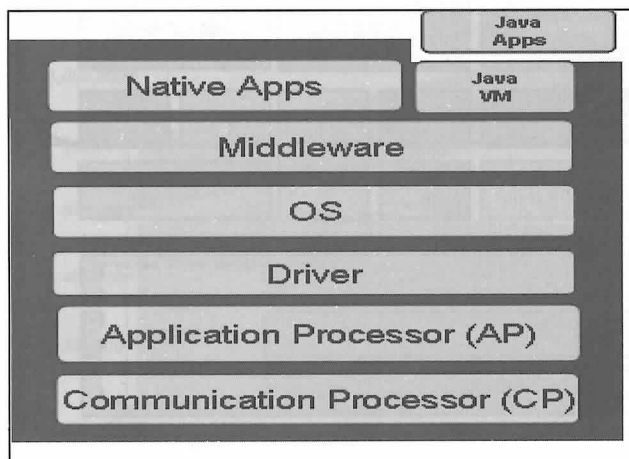 Java
Apps
Native Apps
Java
VM
Middleware
OS
Driver
Application Processor (AP)
Communication Processor (CP)